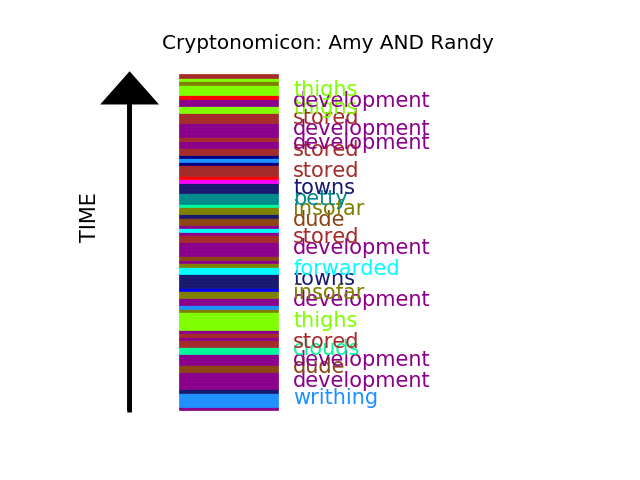 Cryptonomicon: Amy AND Randy
TIME
thighs
development
thighs
stored
development
development
stored
stored
towns
betty
insofar
dude
stored
development
forwarded
towns
insofar
development
thighs
stored
clouds
development
dude
development
writhing